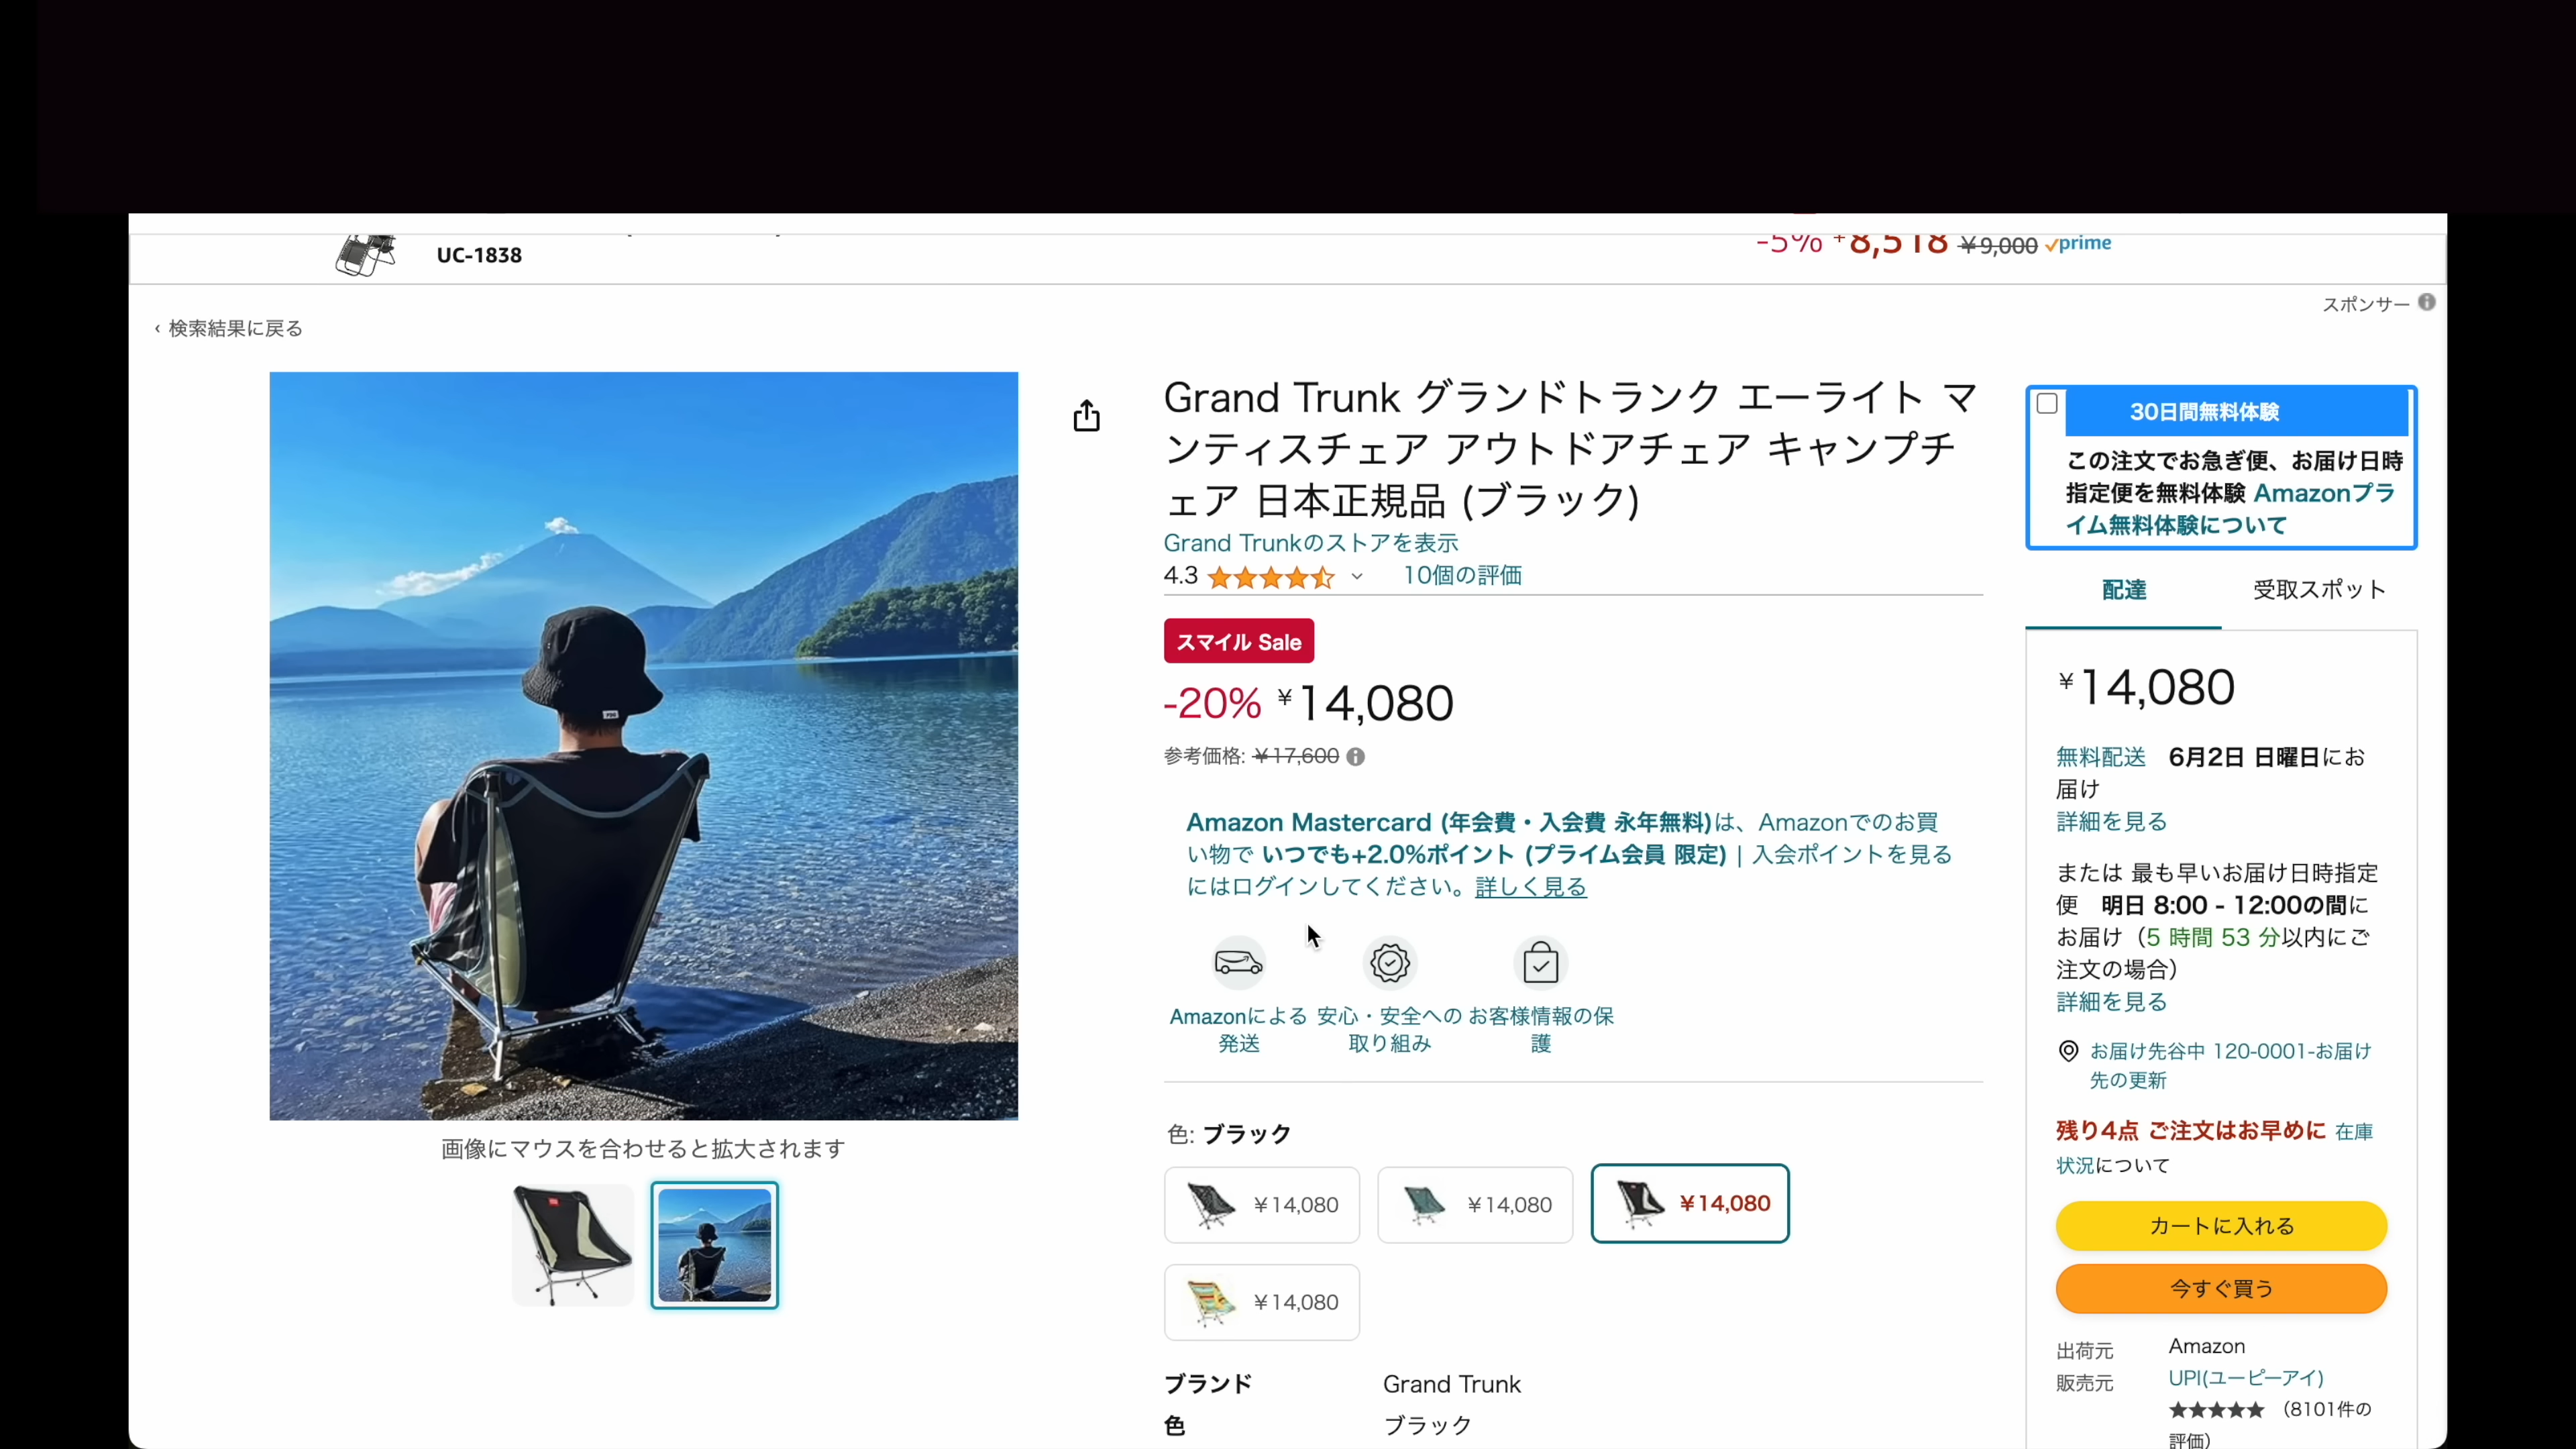 UC-1838
-5% ¥8,518 ¥9,000 prime
スポンサー
‹ 検索結果に戻る
Grand Trunk グランドトランク エーライト マ
ンティスチェア アウトドアチェア キャンプチ
ェア 日本正規品 (ブラック)
Grand Trunkのストアを表示
4.3 10個の評価
スマイル Sale
-20% ¥14,080
参考価格: ¥17,600
Amazon Mastercard (年会費・入会費 永年無料)は、Amazonでのお買
い物で いつでも+2.0%ポイント (プライム会員 限定) | 入会ポイントを見る
にはログインしてください。詳しく見る
Amazonによる
発送
安心・安全への
取り組み
お客様情報の保
護
色: ブラック
¥14,080
¥14,080
¥14,080
¥14,080
ブランド Grand Trunk
色 ブラック
画像にマウスを合わせると拡大されます
30日間無料体験
この注文でお急ぎ便、お届け日時
指定便を無料体験 Amazonプラ
イム無料体験について
配達 受取スポット
¥14,080
無料配送 6月2日 日曜日にお
届け
詳細を見る
または 最も早いお届け日時指定
便 明日 8:00 - 12:00の間に
お届け（5 時間 53 分以内にご
注文の場合）
詳細を見る
お届け先谷中 120-0001-お届け
先の更新
残り4点 ご注文はお早めに 在庫
状況について
カートに入れる
今すぐ買う
出荷元 Amazon
販売元 UPI(ユーピーアイ)
★★★★★ （8101件の
評価）